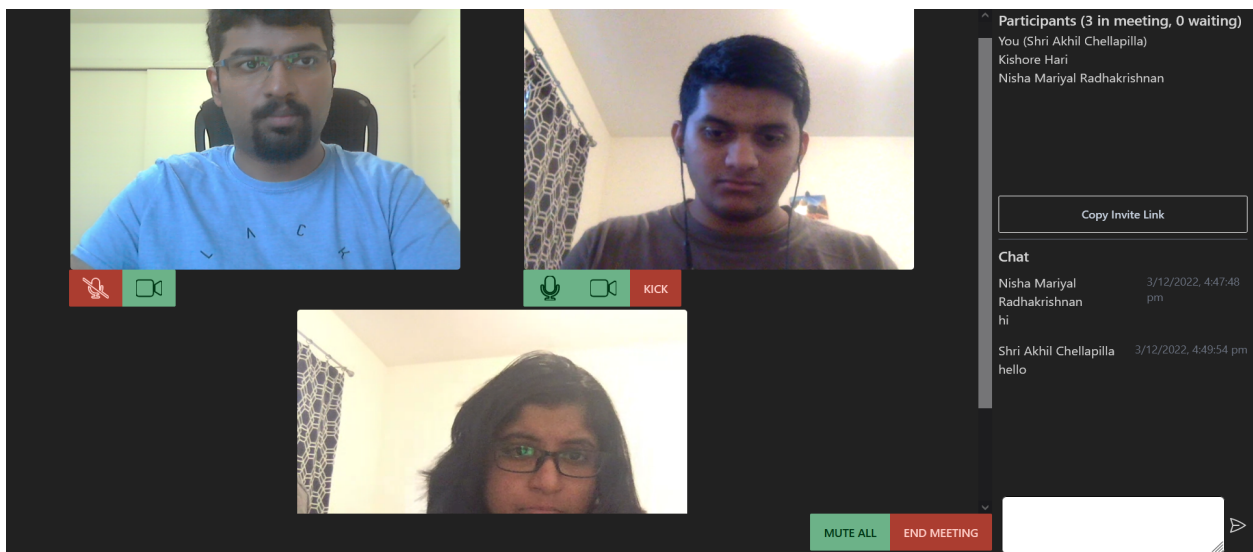 Participants (3 in meeting, 0 waiting)
You (Shri Akhil Chellapilla)
Kishore Hari
Nisha Mariyal Radhakrishnan
Copy Invite Link
Chat
Nisha Mariyal 3/12/2022, 4:47:48
Radhakrishnan pm
hi
Shri Akhil Chellapilla 3/12/2022, 4:49:54 pm
hello
L A C K
KICK
MUTE ALL END MEETING